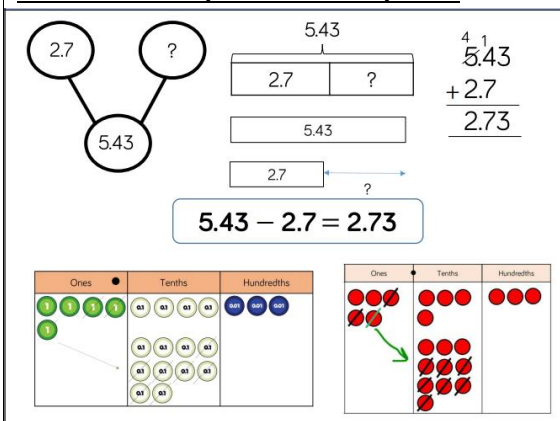 2.7
?
5.43
5.43
2.7 ?
5.43
2.7
?
4 1
5.43
+ 2.7
2.73
5.43 − 2.7 = 2.73
Ones Tenths Hundredths
1 1 1 1 0.1 0.1 0.1 0.1 0.01 0.01 0.01
1
0.1 0.1 0.1 0.1
0.1 0.1 0.1 0.1
0.1 0.1
Ones Tenths Hundredths